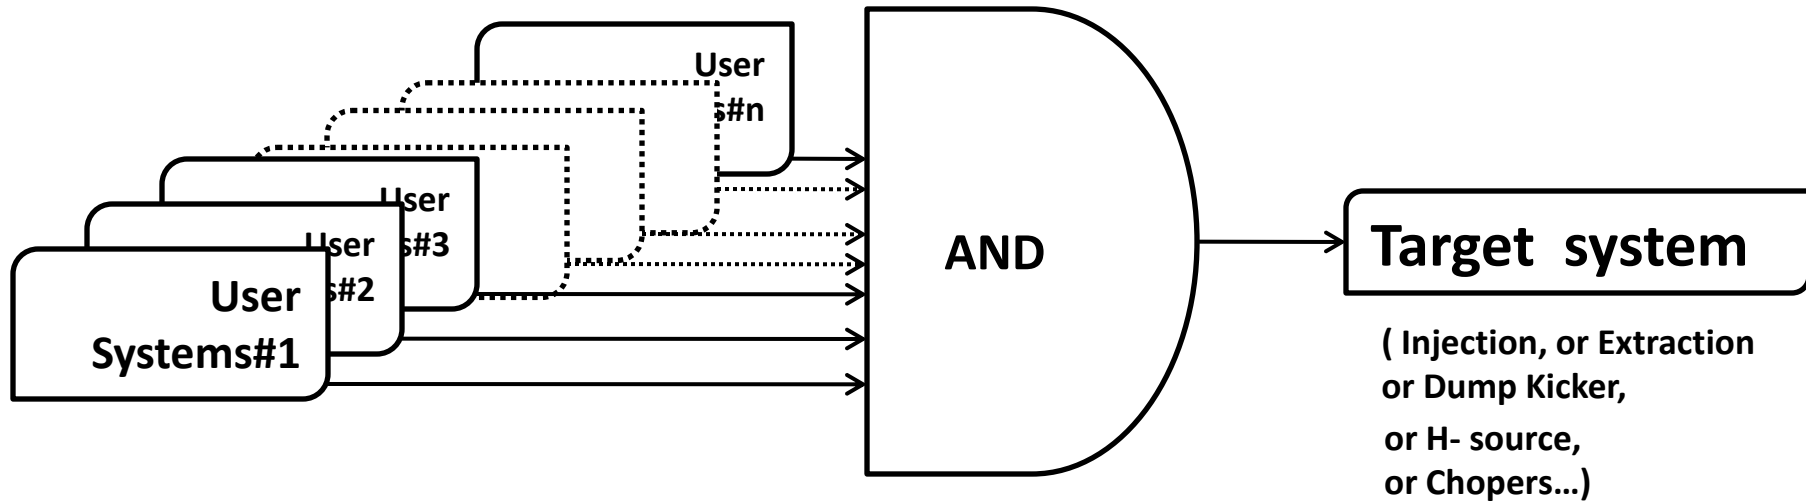 User
s#n
User
s#3
User
s#2
User
Systems#1
AND
Target system
( Injection, or Extraction
or Dump Kicker,
or H- source,
or Chopers...)